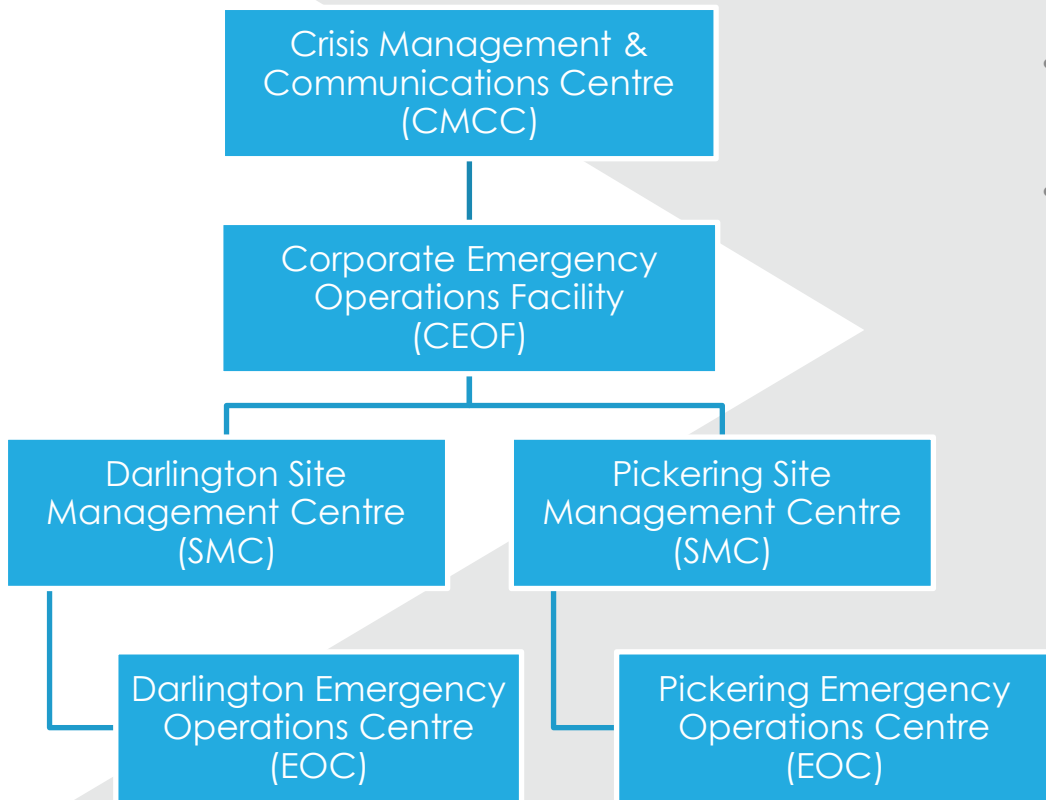 Crisis Management &
Communications Centre
(CMCC)
Corporate Emergency
Operations Facility
(CEOF)
Darlington Site
Management Centre
(SMC)
Pickering Site
Management Centre
(SMC)
Darlington Emergency
Operations Centre
(EOC)
Pickering Emergency
Operations Centre
(EOC)